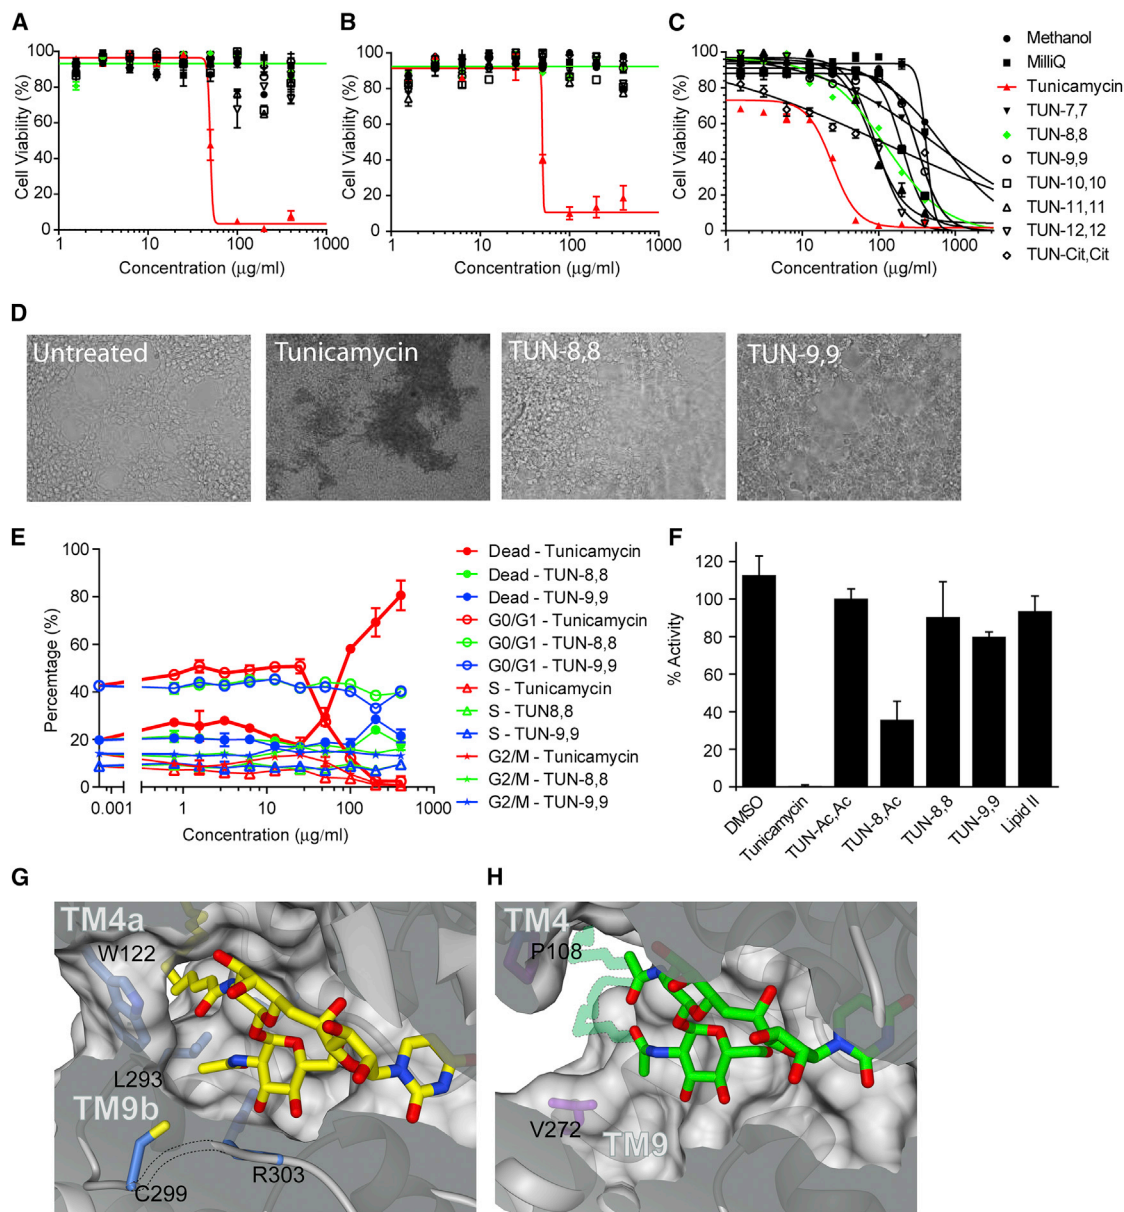 A
Cell Viability (%)
100
80
60
40
20
0
1
10
100
1000
Concentration (µg/ml)
B
Cell Viability (%)
100
80
60
40
20
0
1
10
100
1000
Concentration (µg/ml)
C
Cell Viability (%)
100
80
60
40
20
0
1
10
100
1000
Concentration (µg/ml)
Methanol
MilliQ
Tunicamycin
TUN-7,7
TUN-8,8
TUN-9,9
TUN-10,10
TUN-11,11
TUN-12,12
TUN-Cit,Cit
D
Untreated
Tunicamycin
TUN-8,8
TUN-9,9
E
Percemtage (%)
100
80
60
40
20
0
0.001
1
10
100
1000
Concentration (µg/ml)
Dead - Tunicamycin
Dead - TUN-8,8
Dead - TUN-9,9
G0/G1 - Tunicamycin
G0/G1 - TUN-8,8
G0/G1 - TUN-9,9
S - Tunicamycin
S - TUN8,8
S - TUN-9,9
G2/M - Tunicamycin
G2/M - TUN-8,8
G2/M - TUN-9,9
F
% Activity
120
100
80
60
40
20
0
DMSO
Tunicamycin
TUN-Ac,Ac
TUN-8,Ac
TUN-8,8
TUN-9,9
Lipid II
G
TM4a
W122
L293
TM9b
C299
R303
H
TM4
P108
V272
TM9